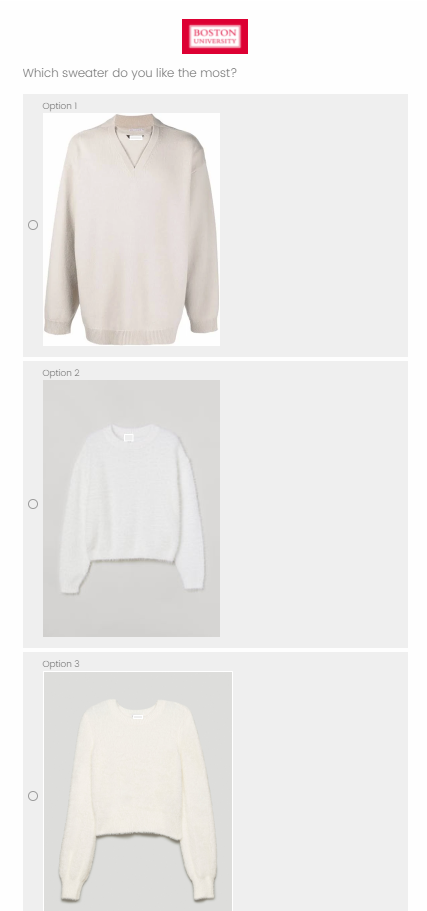 BOSTON
UNIVERSITY
Which sweater do you like the most?
Option 1
Option 2
Option 3